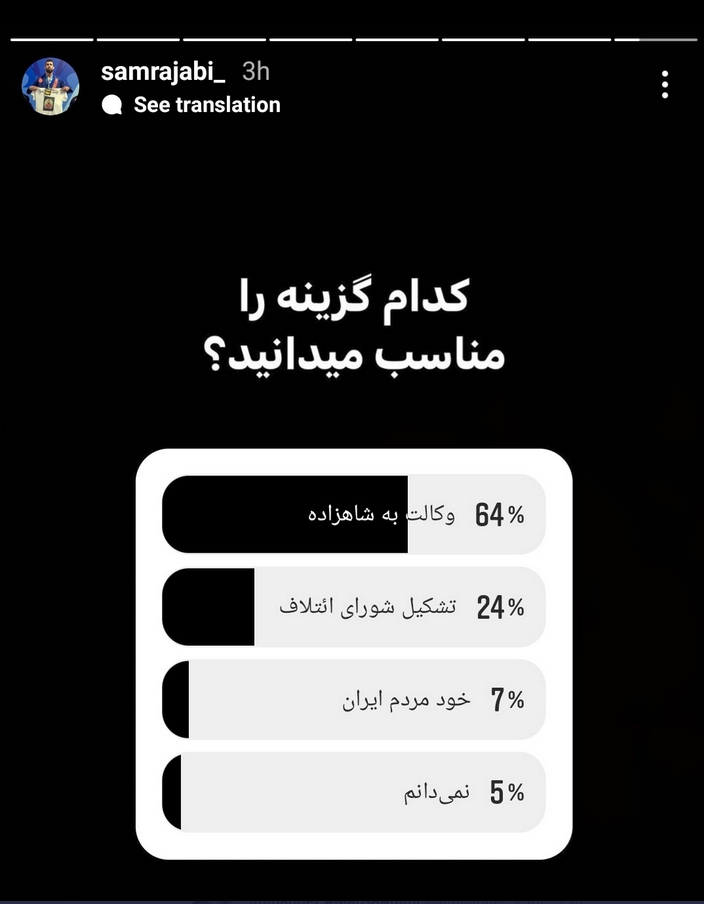 samrajabi_ 3h
See translation
کدام گزینه را
مناسب میدانید؟
وکالت به شاهزاده 64%
تشکیل شورای ائتلاف 24%
خود مردم ایران 7%
نمی‌دانم 5%